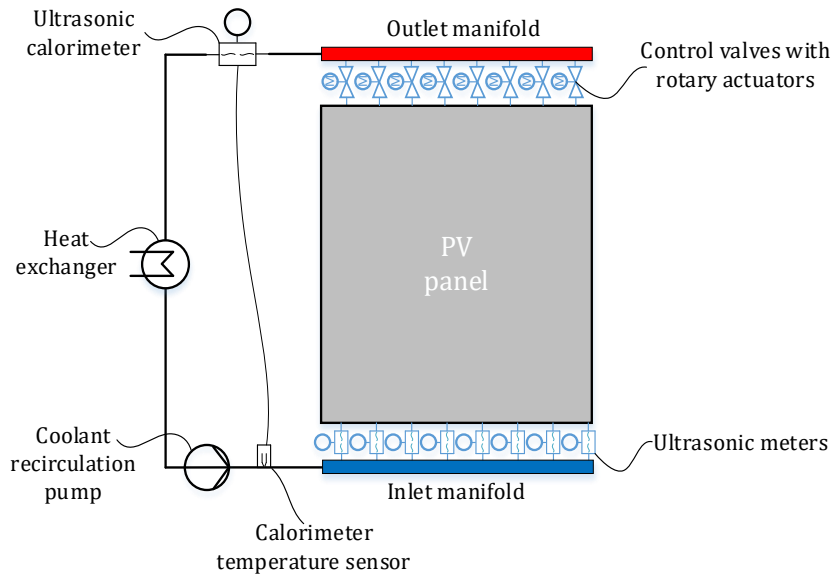 Ultrasonic
calorimeter
Outlet manifold
Control valves with
rotary actuators
M M M M M M M M
Heat
exchanger
PV
panel
Coolant
recirculation
pump
Ultrasonic meters
Inlet manifold
Calorimeter
temperature sensor